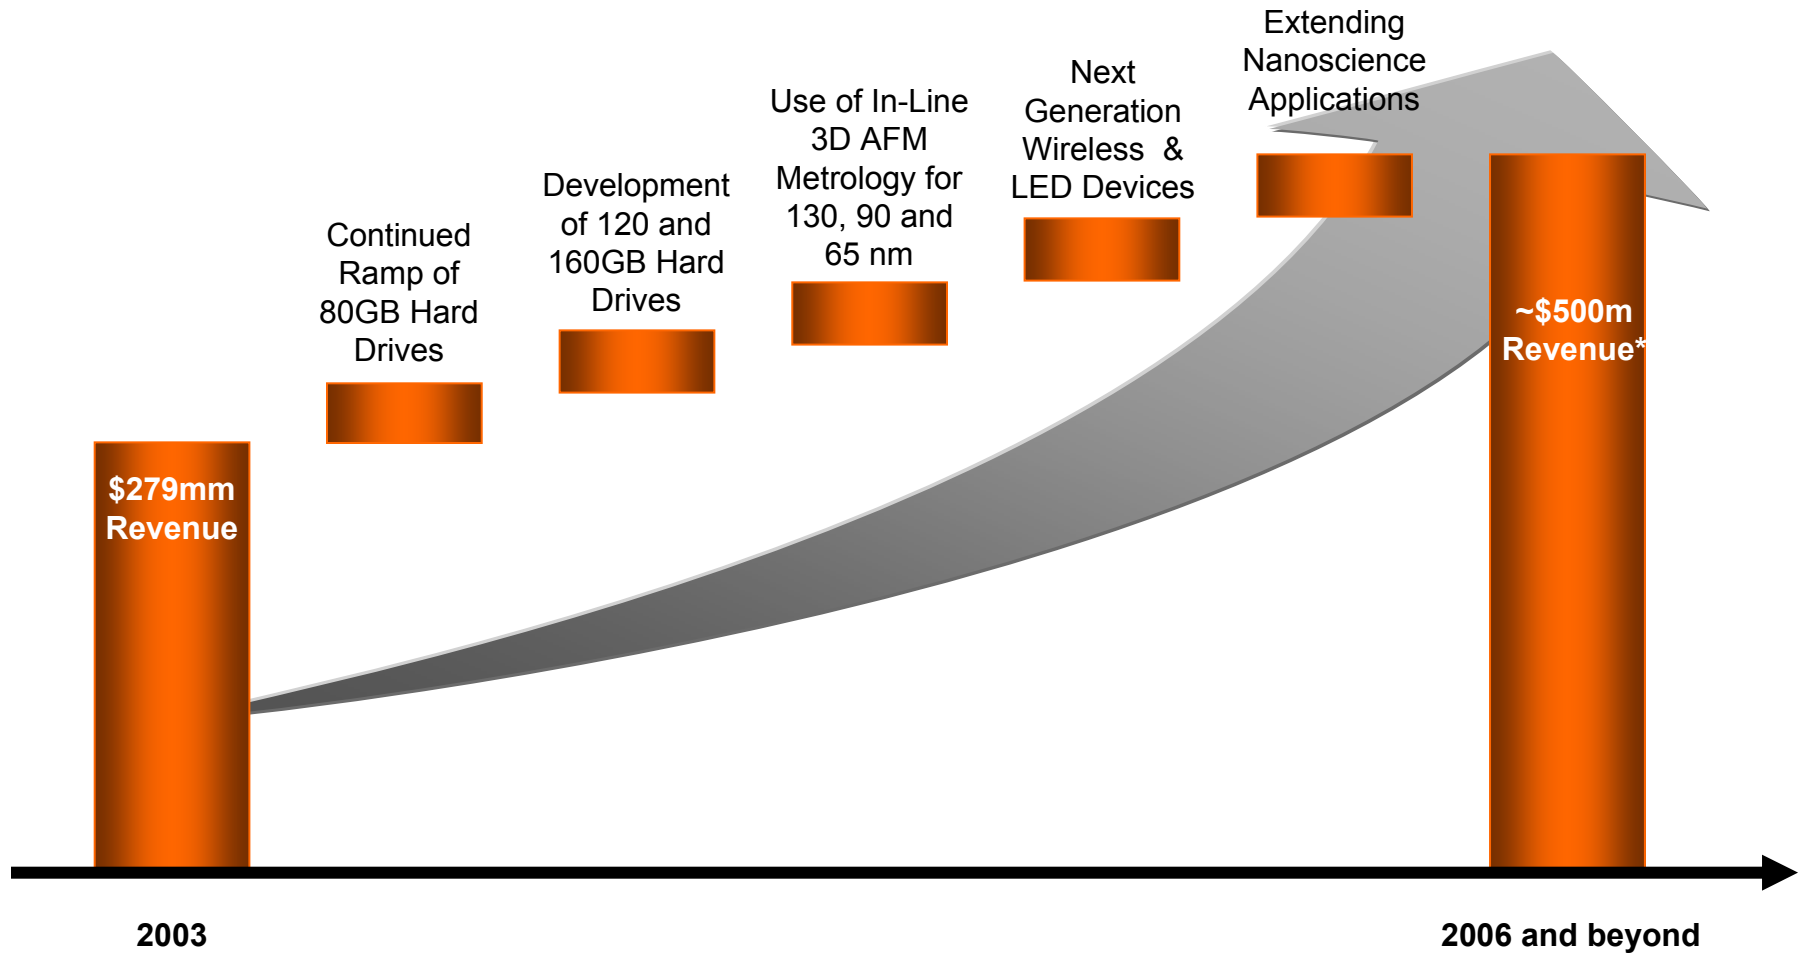 Extending
Nanoscience
Applications
Next
Generation
Wireless &
LED Devices
Use of In-Line
3D AFM
Metrology for
130, 90 and
65 nm
Development
of 120 and
160GB Hard
Drives
Continued
Ramp of
80GB Hard
Drives
~$500m
Revenue*
$279mm
Revenue
2003
2006 and beyond